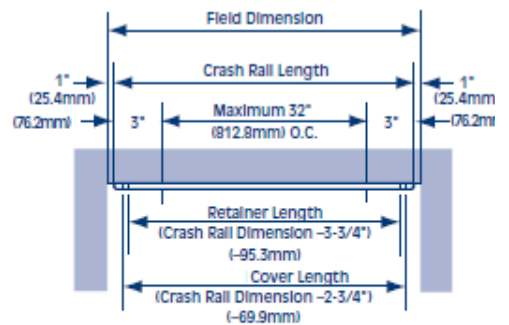 Field Dimension
Crash Rail Length
1"
(25.4mm)
1"
(25.4mm
(76.2mm)
3"
Maximum 32"
(812.8mm) O.C.
3"
(76.2m
Retainer Length
(Crash Rail Dimension –3-3/4")
(–95.3mm)
Cover Length
(Crash Rail Dimension –2-3/4")
(–69.9mm)